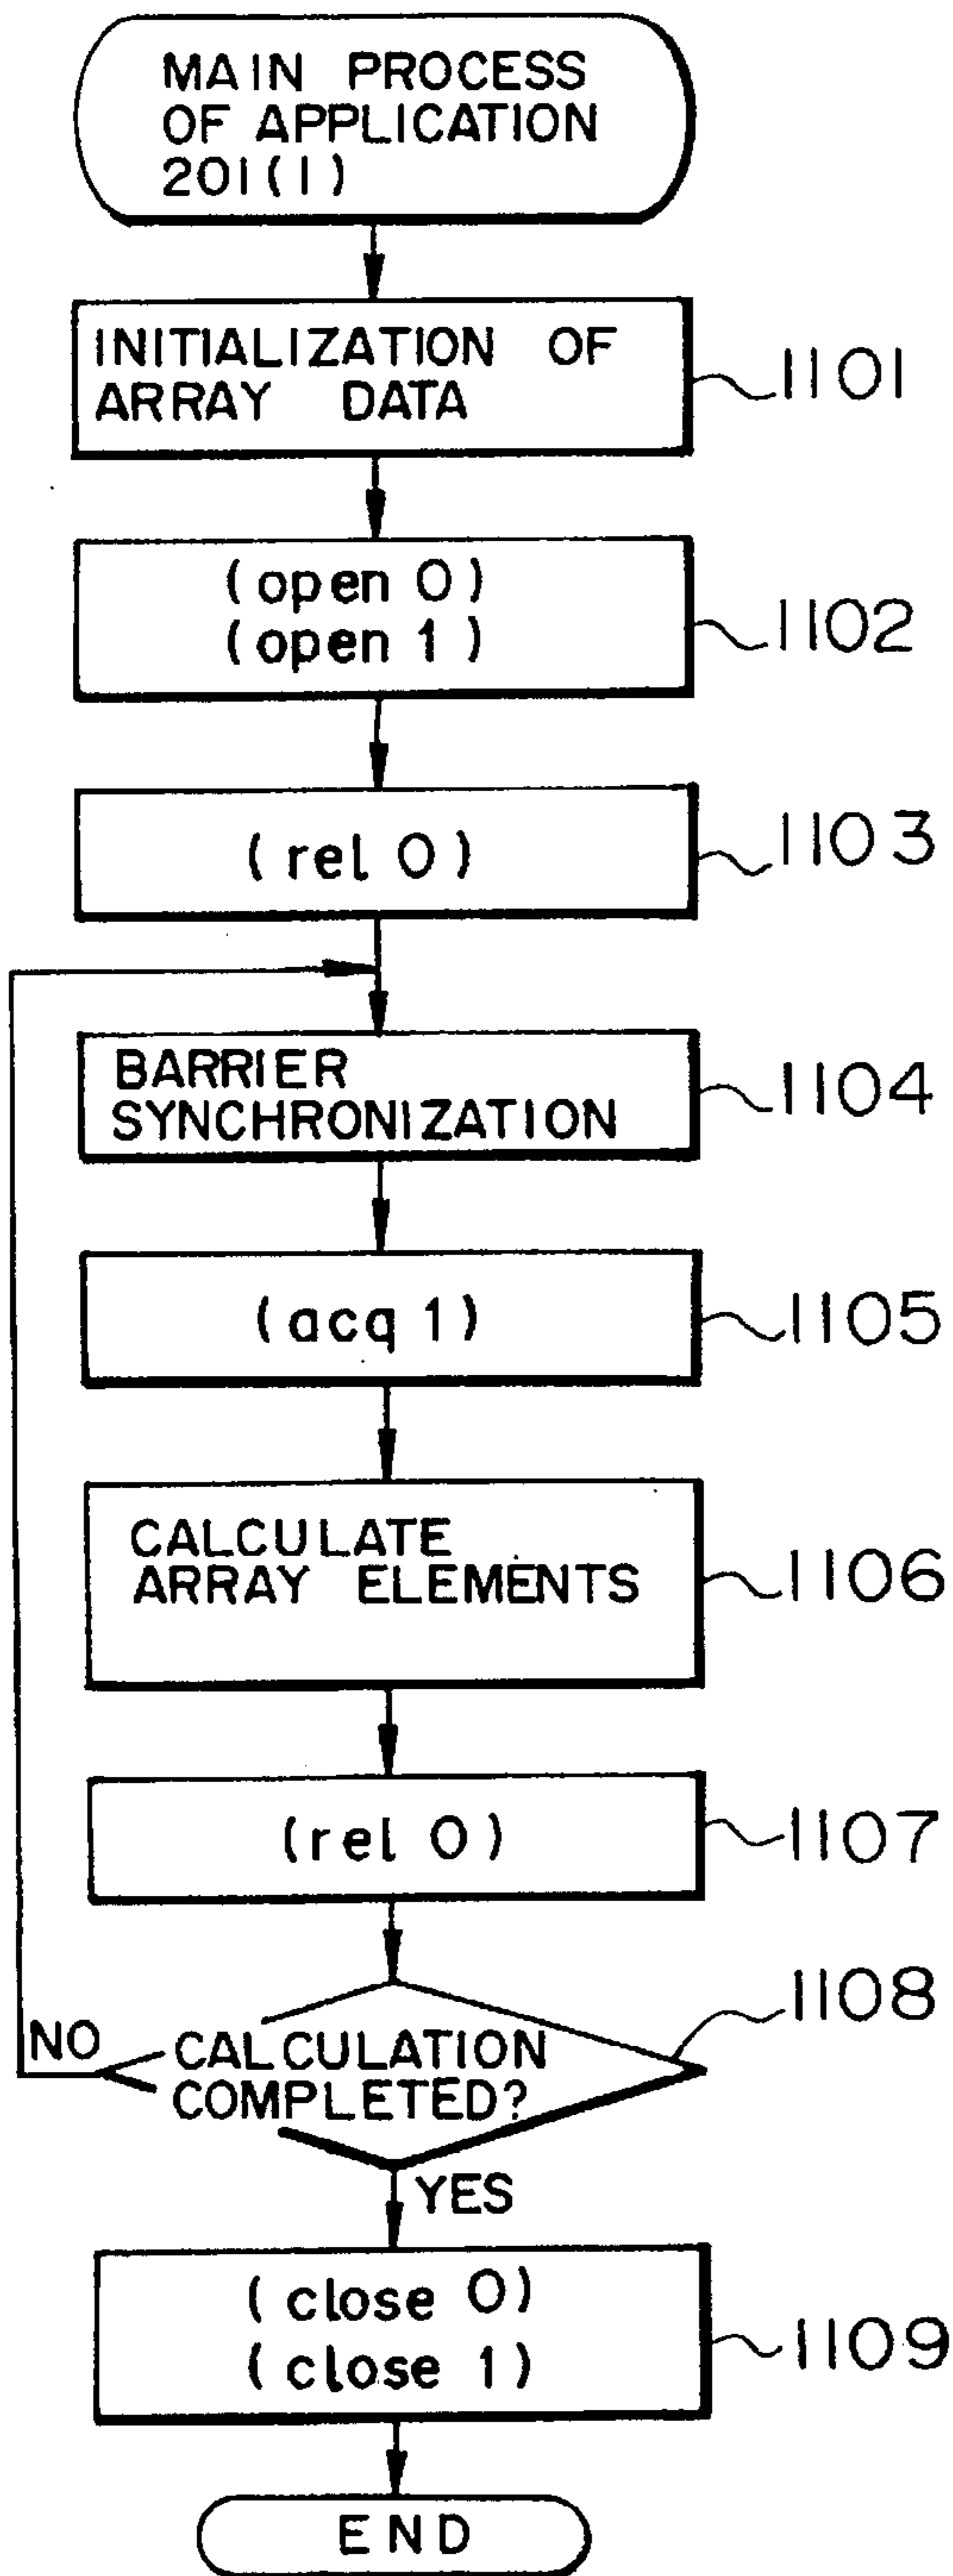 MAIN PROCESS
OF APPLICATION
201(1)
INITIALIZATION OF
ARRAY DATA
1101
(open 0)
(open 1)
1102
(rel 0)
1103
BARRIER
SYNCHRONIZATION
1104
(acq 1)
1105
CALCULATE
ARRAY ELEMENTS
1106
(rel 0)
1107
1108
NO
CALCULATION
COMPLETED?
YES
(close 0)
(close 1)
1109
END